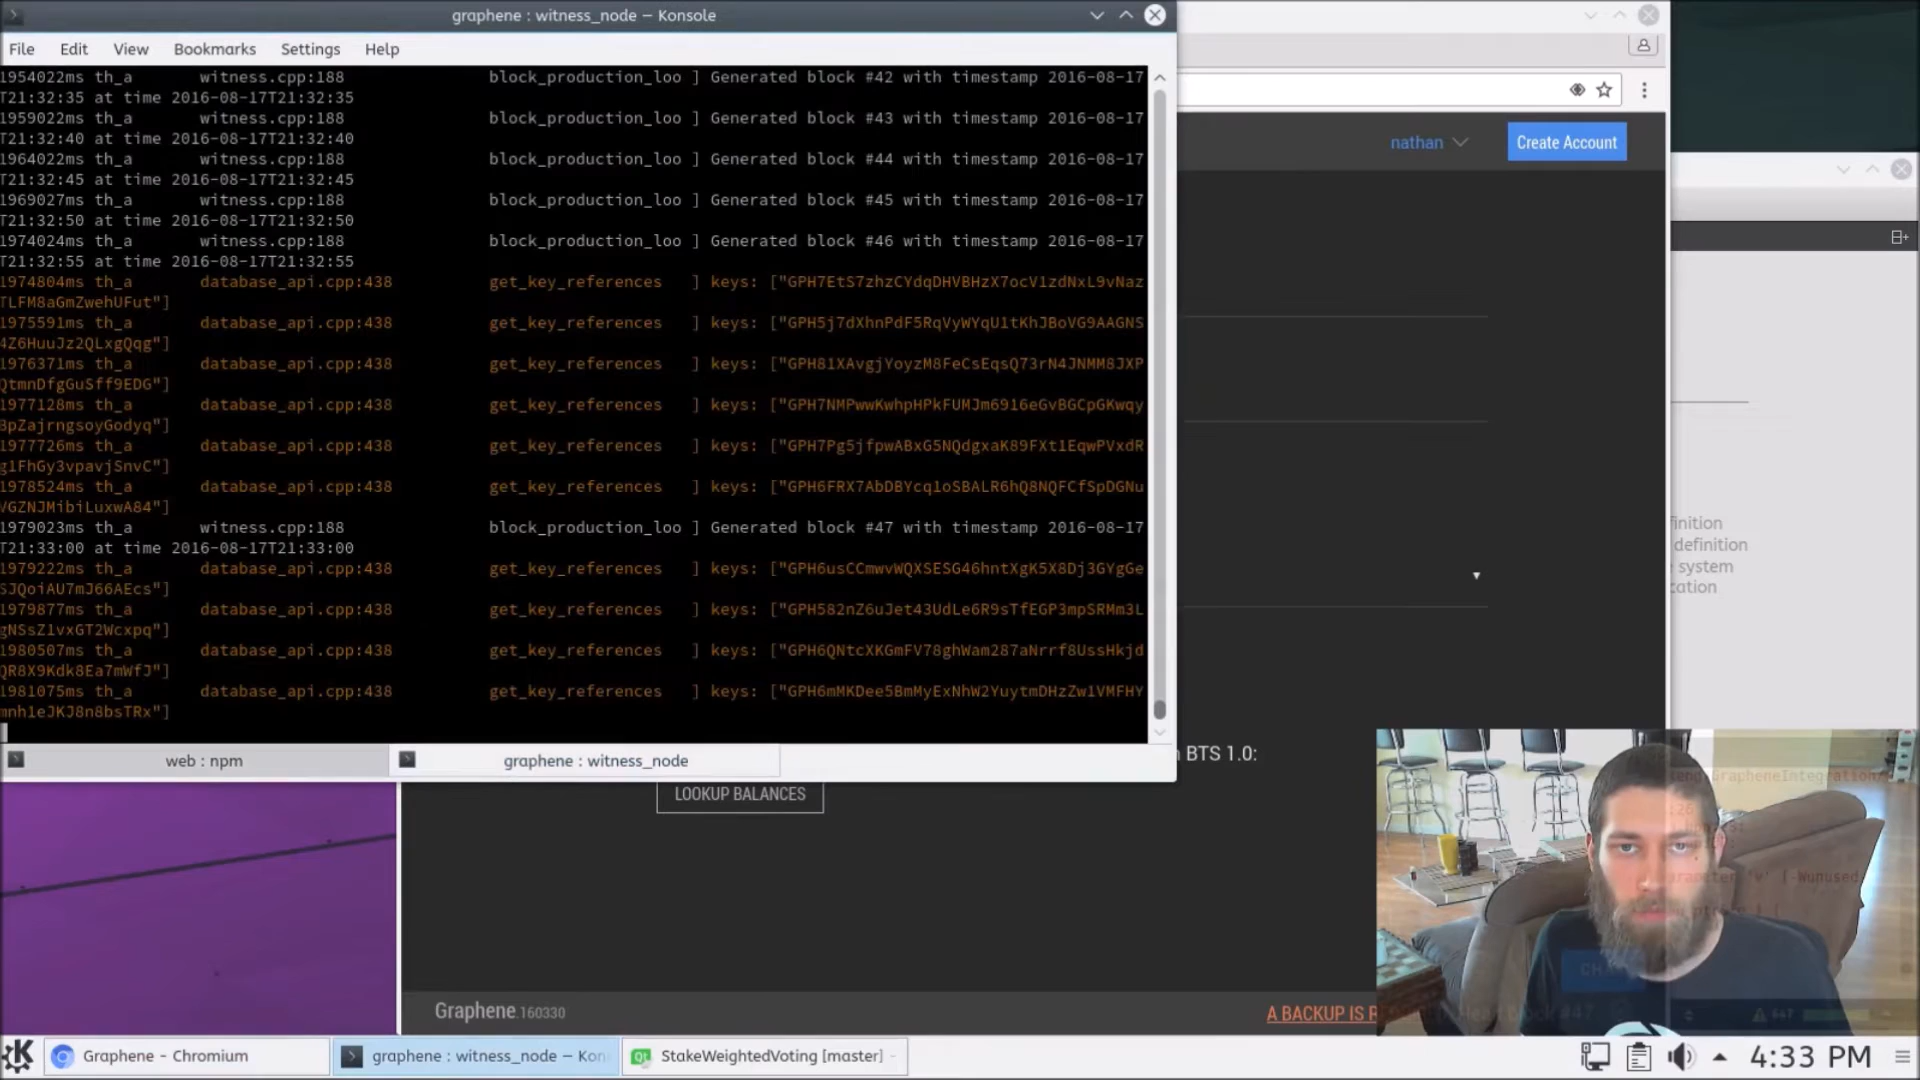 graphene : witness_node — Konsole
File Edit View Bookmarks Settings Help
1954022ms th_a witness.cpp:188 block_production_loo ] Generated block #42 with timestamp 2016-08-17
T21:32:35 at time 2016-08-17T21:32:35
1959022ms th_a witness.cpp:188 block_production_loo ] Generated block #43 with timestamp 2016-08-17
T21:32:40 at time 2016-08-17T21:32:40
1964022ms th_a witness.cpp:188 block_production_loo ] Generated block #44 with timestamp 2016-08-17
T21:32:45 at time 2016-08-17T21:32:45
1969027ms th_a witness.cpp:188 block_production_loo ] Generated block #45 with timestamp 2016-08-17
T21:32:50 at time 2016-08-17T21:32:50
1974024ms th_a witness.cpp:188 block_production_loo ] Generated block #46 with timestamp 2016-08-17
T21:32:55 at time 2016-08-17T21:32:55
1974804ms th_a database_api.cpp:438 get_key_references ] keys: ["GPH7EtS7zhzCYdqDHVBHzX7ocV1zdNxL9vNaz
TLFM8aGmZwehUFut"]
1975591ms th_a database_api.cpp:438 get_key_references ] keys: ["GPH5j7dXhnPdF5RqVyWYqU1tKhJBoVG9AAGNS
4Z6HuuJz2QLxgQqg"]
1976371ms th_a database_api.cpp:438 get_key_references ] keys: ["GPH81XAvgjYoyzM8FeCsEqsQ73rN4JNMM8JXP
QtmnDfgGuSff9EDG"]
1977128ms th_a database_api.cpp:438 get_key_references ] keys: ["GPH7NMPwwKwhpHPkFUMJm6916eGvBGCpGKwqy
BpZajrngsoyGodyq"]
1977726ms th_a database_api.cpp:438 get_key_references ] keys: ["GPH7Pg5jfpwABxG5NQdgxaK89FXt1EqwPVxdR
g1FhGy3vpavjSnvC"]
1978524ms th_a database_api.cpp:438 get_key_references ] keys: ["GPH6FRX7AbDBYcq1oSBALR6hQ8NQFCfSpDGNu
VGZNJMibiLuxwA84"]
1979023ms th_a witness.cpp:188 block_production_loo ] Generated block #47 with timestamp 2016-08-17
T21:33:00 at time 2016-08-17T21:33:00
1979222ms th_a database_api.cpp:438 get_key_references ] keys: ["GPH6usCCmwvWQXSESG46hntXgK5X8Dj3GYgGe
SJQoiAU7mJ66AEcs"]
1979877ms th_a database_api.cpp:438 get_key_references ] keys: ["GPH582nZ6uJet43UdLe6R9sTfEGP3mpSRMm3L
gNSsZ1vxGT2Wcxpq"]
1980507ms th_a database_api.cpp:438 get_key_references ] keys: ["GPH6QNtcXKGmFV78ghWam287aNrrf8UssHkjd
QR8X9Kdk8Ea7mWfJ"]
1981075ms th_a database_api.cpp:438 get_key_references ] keys: ["GPH6mMKDee5BmMyExNhW2YuytmDHzZw1VMFHY
mnh1eJKJ8n8bsTRx"]
web : npm
graphene : witness_node
nathan
Create Account
finition
definition
system
cation
BTS 1.0:
LOOKUP BALANCES
Graphene.160330
A BACKUP IS R
Graphene - Chromium
graphene : witness_node — Kon
StakeWeightedVoting [master]
4:33 PM